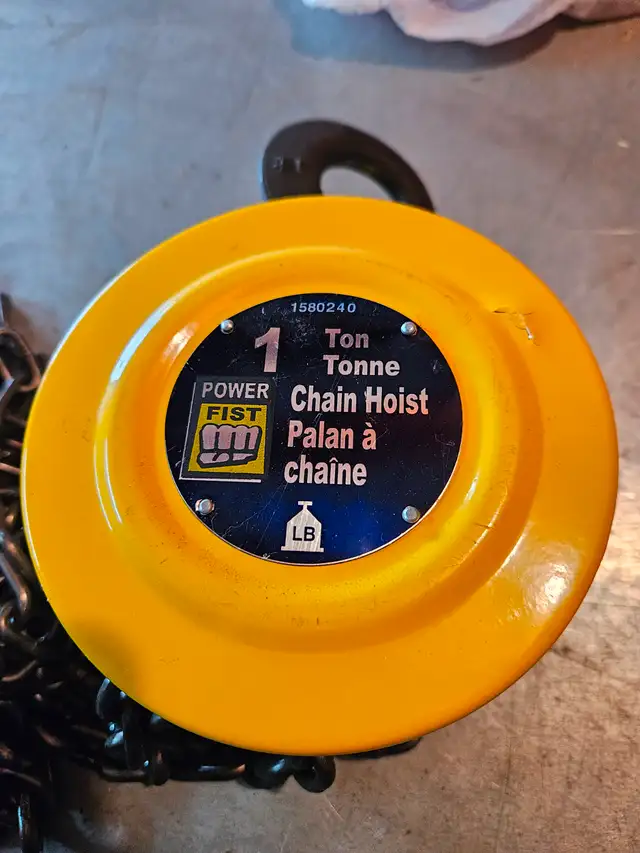 1580240
1 Ton
Tonne
POWER
FIST
Chain Hoist
Palan à
chaîne
LB